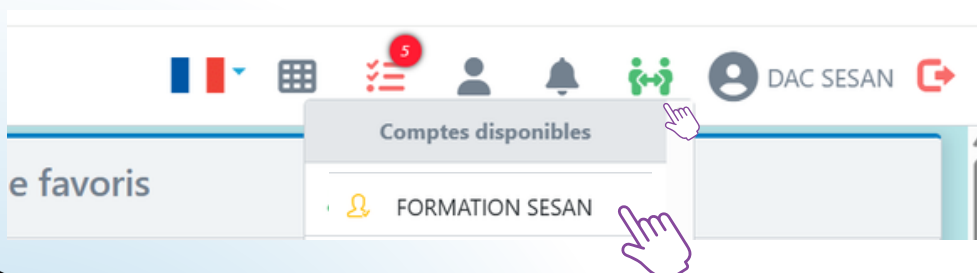 5
DAC SESAN
Comptes disponibles
e favoris
FORMATION SESAN